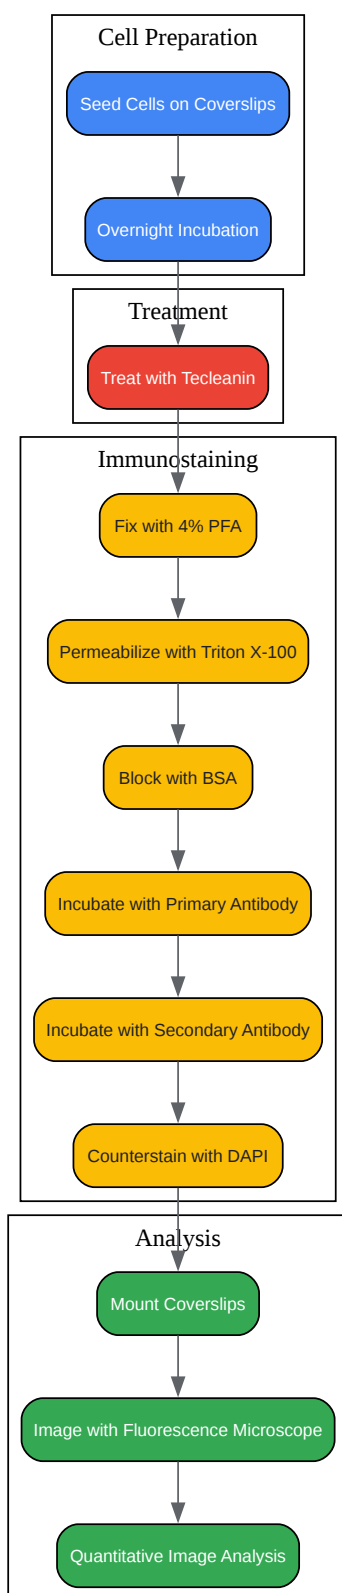 Cell Preparation
Seed Cells on Coverslips
Overnight Incubation
Treatment
Treat with Tecleanin
Immunostaining
Fix with 4% PFA
Permeabilize with Triton X-100
Block with BSA
Incubate with Primary Antibody
Incubate with Secondary Antibody
Counterstain with DAPI
Analysis
Mount Coverslips
Image with Fluorescence Microscope
Quantitative Image Analysis